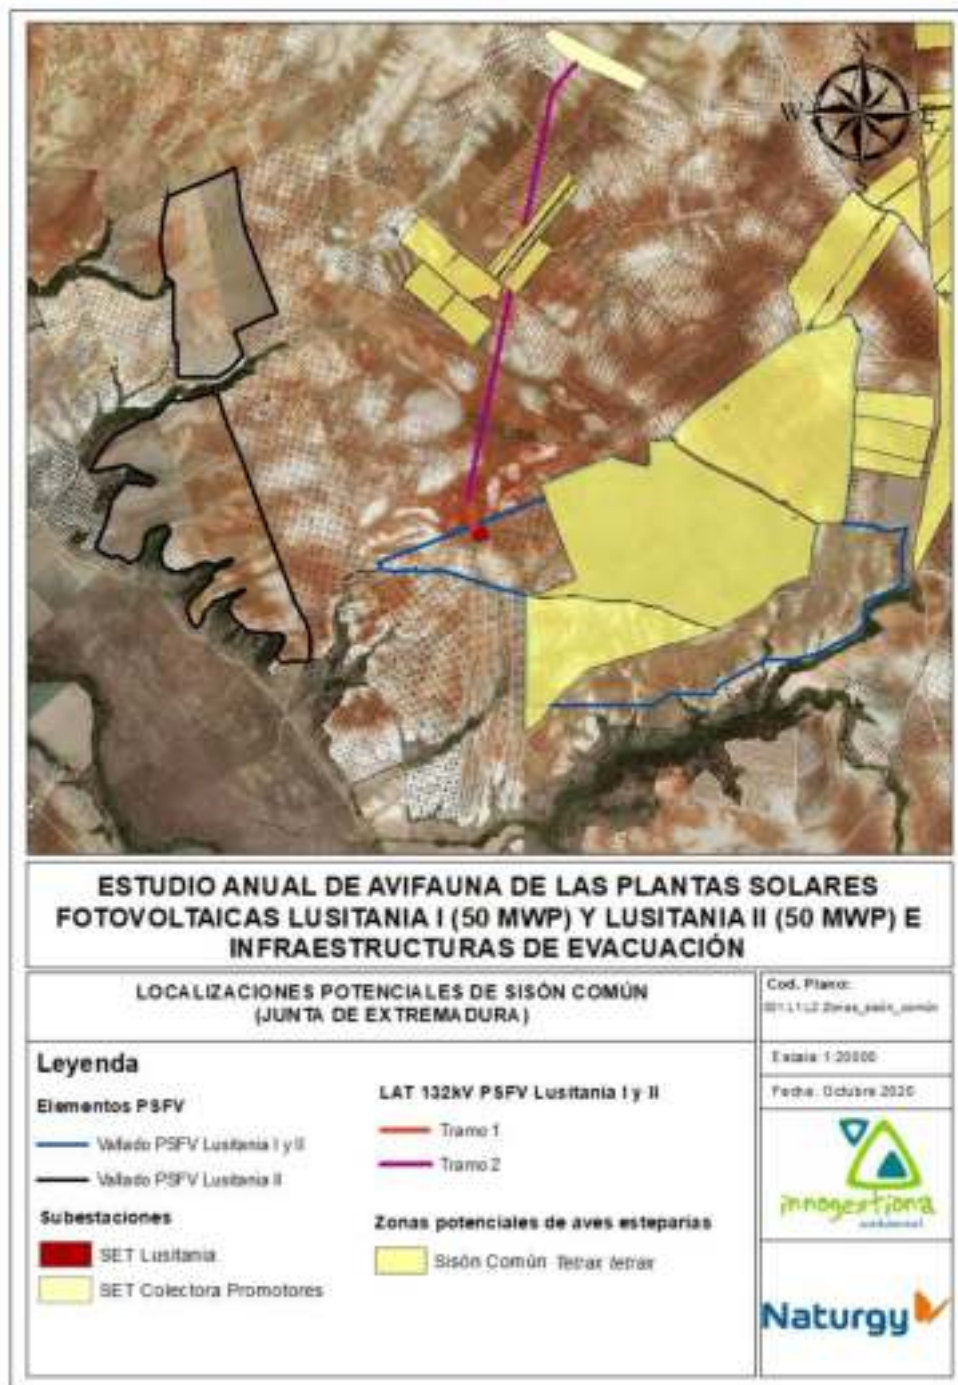 N
W
E
S
ESTUDIO ANUAL DE AVIFAUNA DE LAS PLANTAS SOLARES
FOTOVOLTAICAS LUSITANIA I (50 MWP) Y LUSITANIA II (50 MWP) E
INFRAESTRUCTURAS DE EVACUACIÓN
LOCALIZACIONES POTENCIALES DE SISÓN COMÚN
(JUNTA DE EXTREMADURA)
Cod. Plano:
Escala 1:20000
Fecha: Octubre 2020
Leyenda
Elementos PSFV
Vallado PSFV Lusitania I y II
Vallado PSFV Lusitania II
Subestaciones
SET Lusitania
SET Colectora Promotores
LAT 132kV PSFV Lusitania I y II
Tramo 1
Tramo 2
Zonas potenciales de aves esteparias
Sisón Común Tetrax tetrax
innogestiona
ambiental
Naturgy